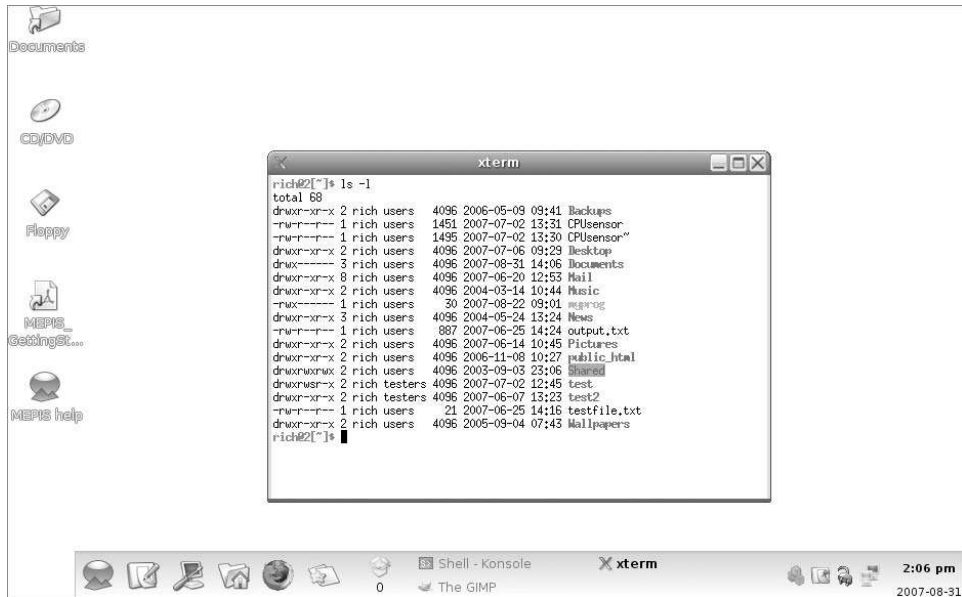 Documents
CD/DVD
Floppy
MEPIS_
GettingSt...
MEPIS help
xterm
rich@2[~]$ ls -l
total 68
drwxr-xr-x 2 rich users 4096 2006-05-09 09:41 Backups
-rw-r--r-- 1 rich users 1451 2007-07-02 13:31 CPUsensor
-rw-r--r-- 1 rich users 1495 2007-07-02 13:30 CPUsensor~
drwxr-xr-x 2 rich users 4096 2007-07-06 09:29 Desktop
drwx------ 3 rich users 4096 2007-08-31 14:06 Documents
drwxr-xr-x 8 rich users 4096 2007-06-20 12:53 Mail
drwxr-xr-x 2 rich users 4096 2004-03-14 10:44 Music
-rwx------ 1 rich users 30 2007-08-22 09:01 myprog
drwxr-xr-x 3 rich users 4096 2004-05-24 13:24 News
-rw-r--r-- 1 rich users 887 2007-06-25 14:24 output.txt
drwxr-xr-x 2 rich users 4096 2007-06-14 10:45 Pictures
drwxr-xr-x 2 rich users 4096 2006-11-08 10:27 public_html
drwxrwxrwx 2 rich users 4096 2003-09-03 23:06 Shared
drwxrwsr-x 2 rich testers 4096 2007-07-02 12:45 test
drwxr-xr-x 2 rich testers 4096 2007-06-07 13:23 test2
-rw-r--r-- 1 rich users 21 2007-06-25 14:16 testfile.txt
drwxr-xr-x 2 rich users 4096 2005-09-04 07:43 Wallpapers
rich@2[~]$
0
Shell - Konsole
The GIMP
xterm
2:06 pm
2007-08-31